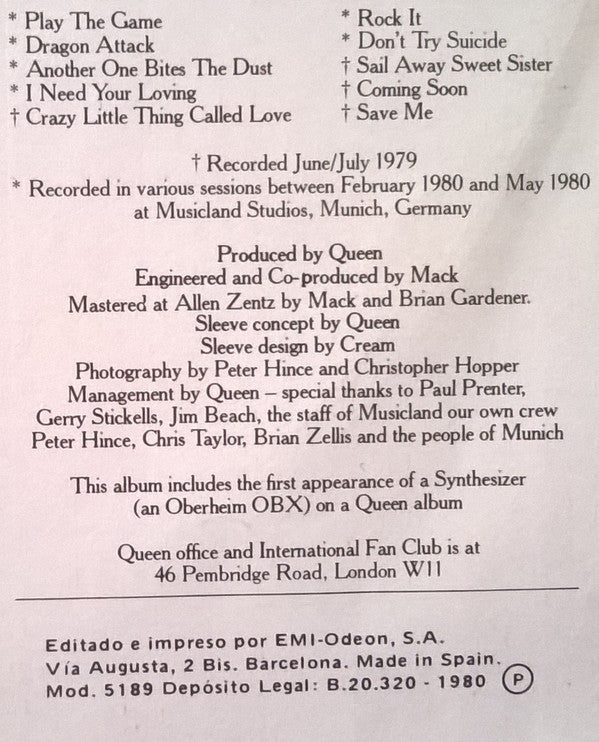 * Play The Game
* Dragon Attack
* Another One Bites The Dust
* I Need Your Loving
† Crazy Little Thing Called Love
* Rock It
* Don't Try Suicide
† Sail Away Sweet Sister
† Coming Soon
† Save Me
† Recorded June/July 1979
* Recorded in various sessions between February 1980 and May 1980
at Musicland Studios, Munich, Germany
Produced by Queen
Engineered and Co-produced by Mack
Mastered at Allen Zentz by Mack and Brian Gardener.
Sleeve concept by Queen
Sleeve design by Cream
Photography by Peter Hince and Christopher Hopper
Management by Queen – special thanks to Paul Prenter,
Gerry Stickells, Jim Beach, the staff of Musicland our own crew
Peter Hince, Chris Taylor, Brian Zellis and the people of Munich
This album includes the first appearance of a Synthesizer
(an Oberheim OBX) on a Queen album
Queen office and International Fan Club is at
46 Pembridge Road, London W11
Editado e impreso por EMI-Odeon, S.A.
Vía Augusta, 2 Bis. Barcelona. Made in Spain.
Mod. 5189 Depósito Legal: B.20.320 - 1980 Ⓟ